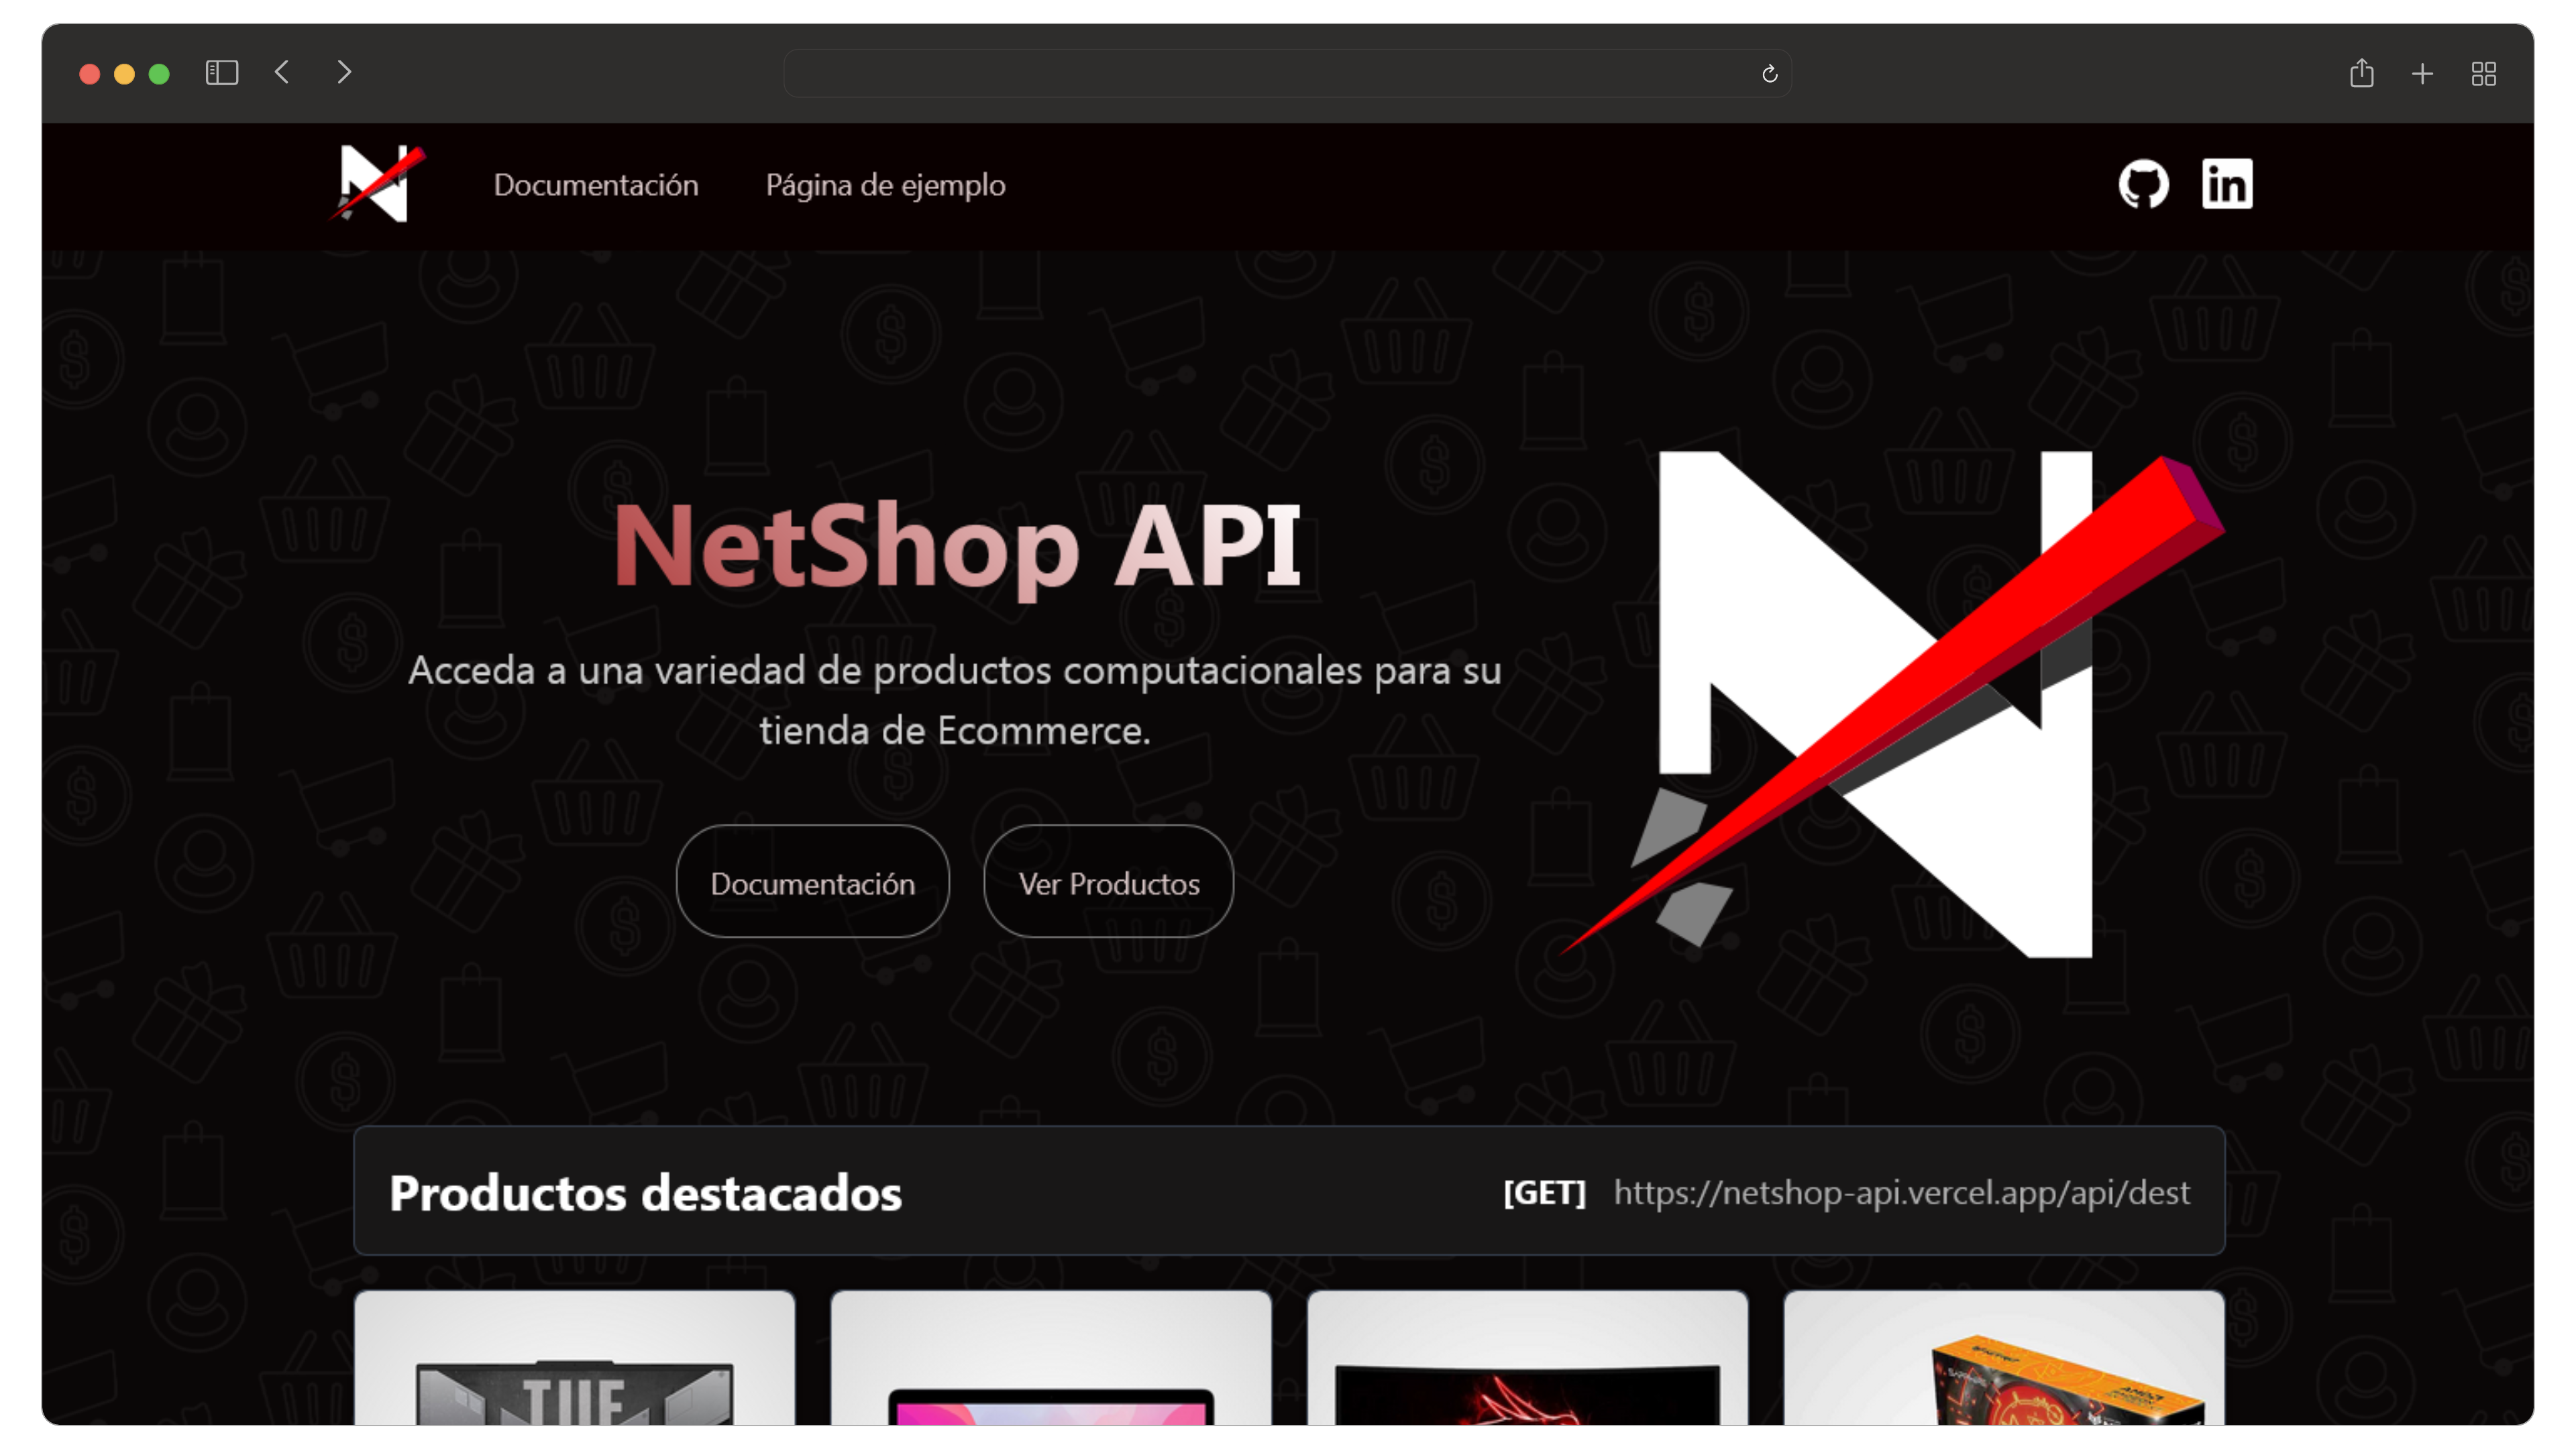 Documentación
Página de ejemplo
in
NetShop API
Acceda a una variedad de productos computacionales para su
tienda de Ecommerce.
Documentación
Ver Productos
Productos destacados
[GET] https://netshop-api.vercel.app/api/dest
TUF